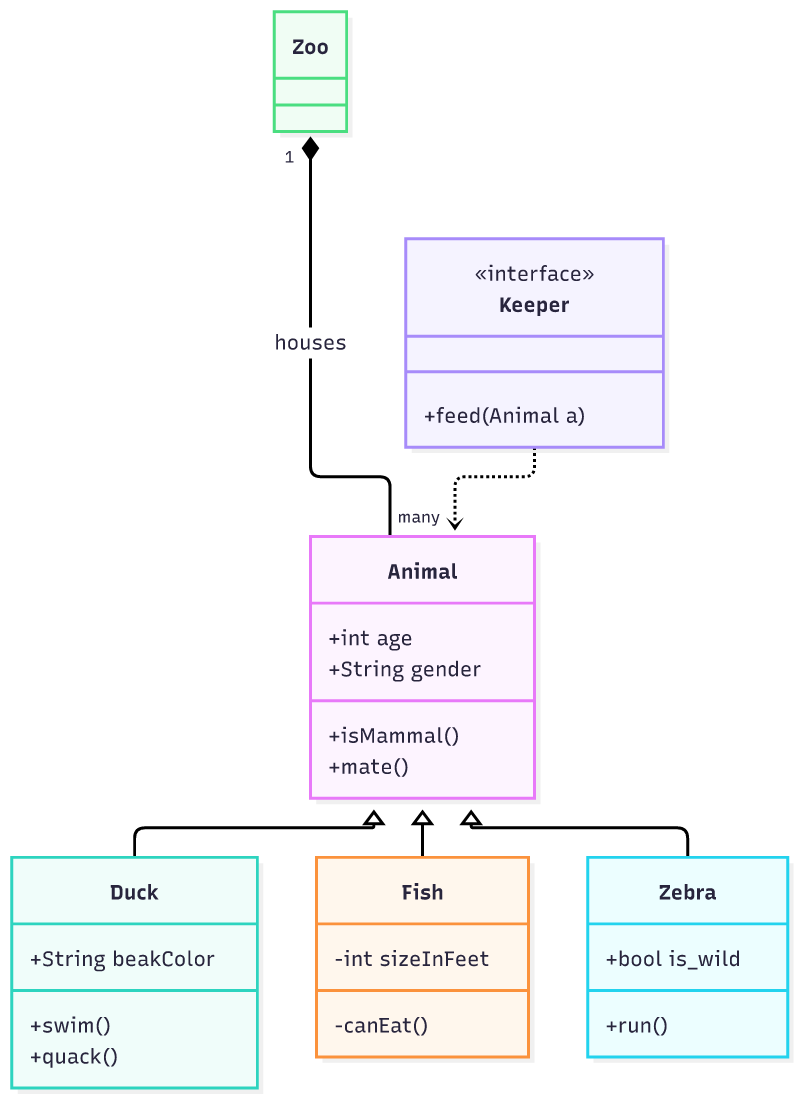 Zoo
1
houses
«interface»
Keeper
+feed(Animal a)
many
Animal
+int age
+String gender
+isMammal()
+mate()
Duck
+String beakColor
+swim()
+quack()
Fish
-int sizeInFeet
-canEat()
Zebra
+bool is_wild
+run()